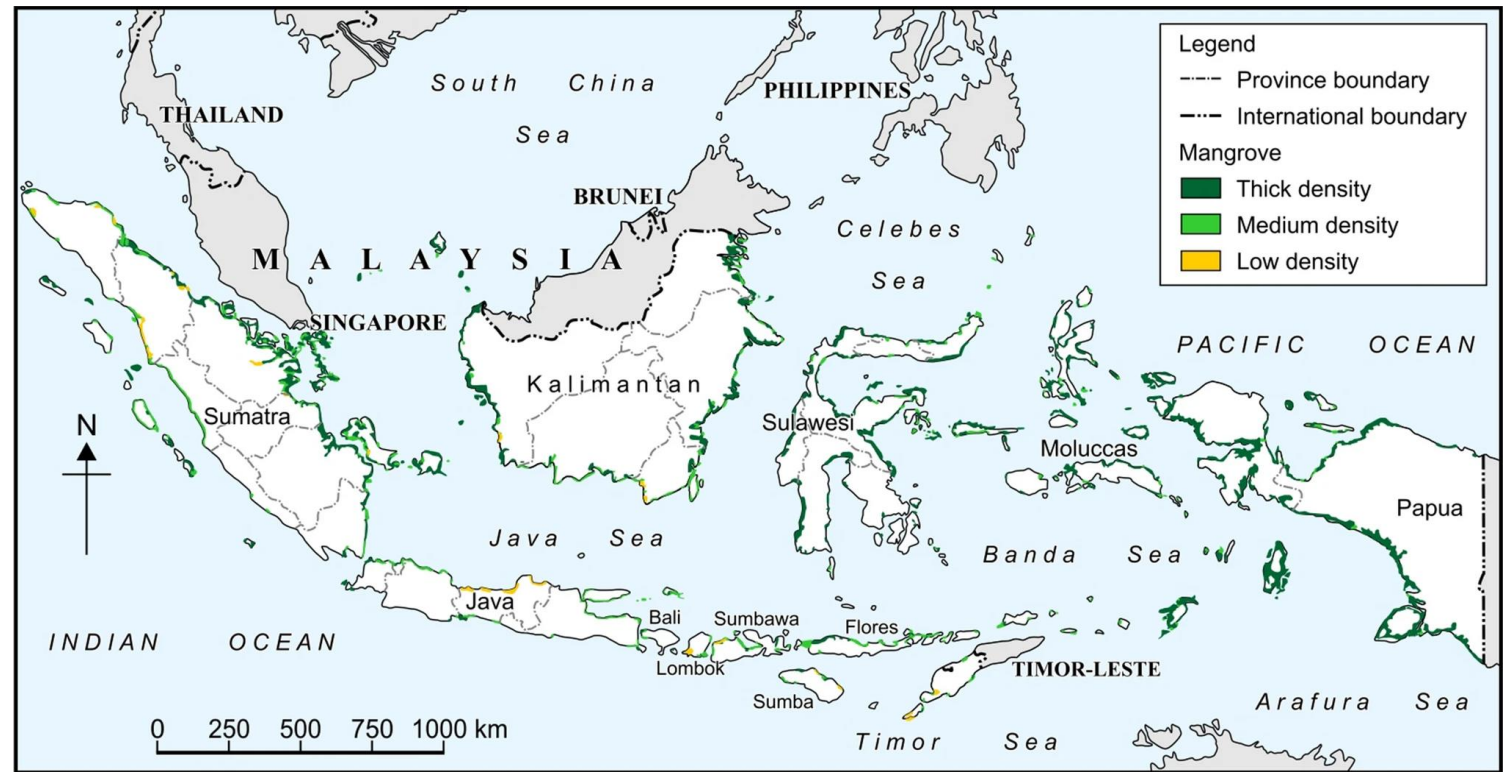 South China
Sea
PHILIPPINES
THAILAND
BRUNEI
MALAYSIA
SINGAPORE
Celebes
Sea
PACIFIC OCEAN
Kalimantan
Sumatra
Sulawesi
Moluccas
Papua
N
Java Sea
Banda Sea
Java
Bali
Sumbawa
Flores
Lombok
Sumba
INDIAN OCEAN
TIMOR-LESTE
Arafura Sea
Timor Sea
0 250 500 750 1000 km
Legend
Province boundary
International boundary
Mangrove
Thick density
Medium density
Low density